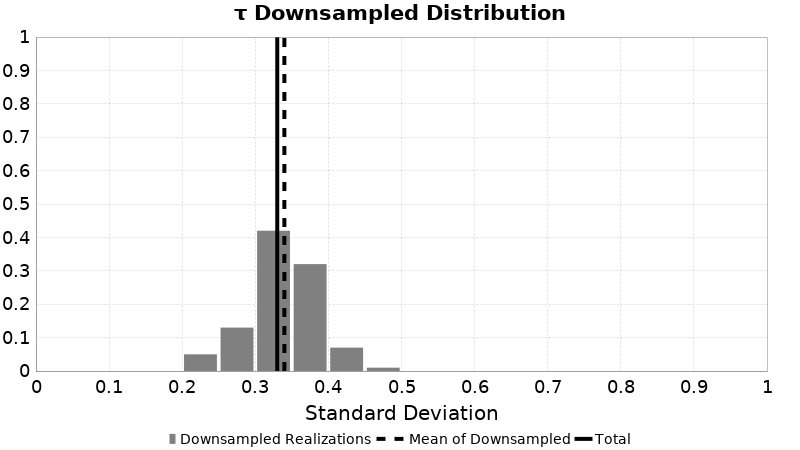 τ Downsampled Distribution
1
0.9
0.8
0.7
0.6
0.5
0.4
0.3
0.2
0.1
0
0 0.1 0.2 0.3 0.4 0.5 0.6 0.7 0.8 0.9 1
Standard Deviation
Downsampled Realizations Mean of Downsampled Total